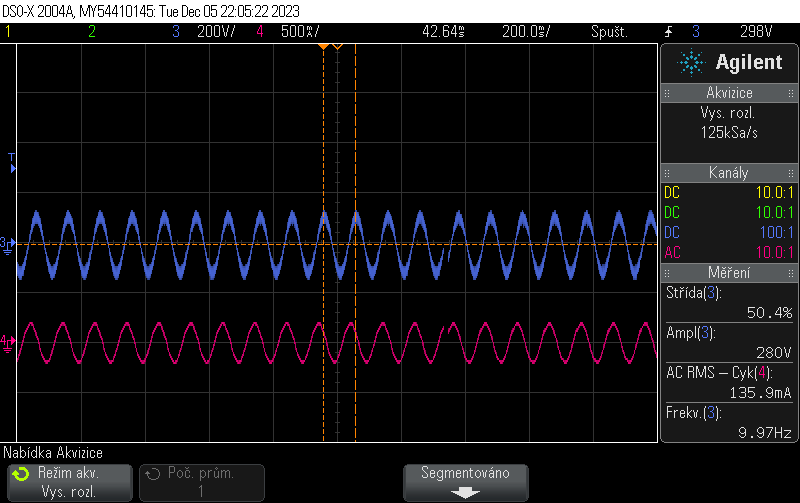 DSO-X 2004A, MY54410145: Tue Dec 05 22:05:22 2023
1 2 3 200V/ 4 500㎃/ 42.64㎳ 200.0㎳/ Spušt. 3 298V
Agilent
Akvizice
Vys. rozl.
125kSa/s
Kanály
DC 10.0:1
DC 10.0:1
DC 100:1
AC 10.0:1
Měření
Střída(3):
50.4%
Ampl(3):
280V
AC RMS – Cyk(4):
135.9mA
Frekv.(3):
9.97Hz
T
3
4
Nabídka Akvizice
Režim akv.
Vys. rozl.
Poč. prům.
1
Segmentováno